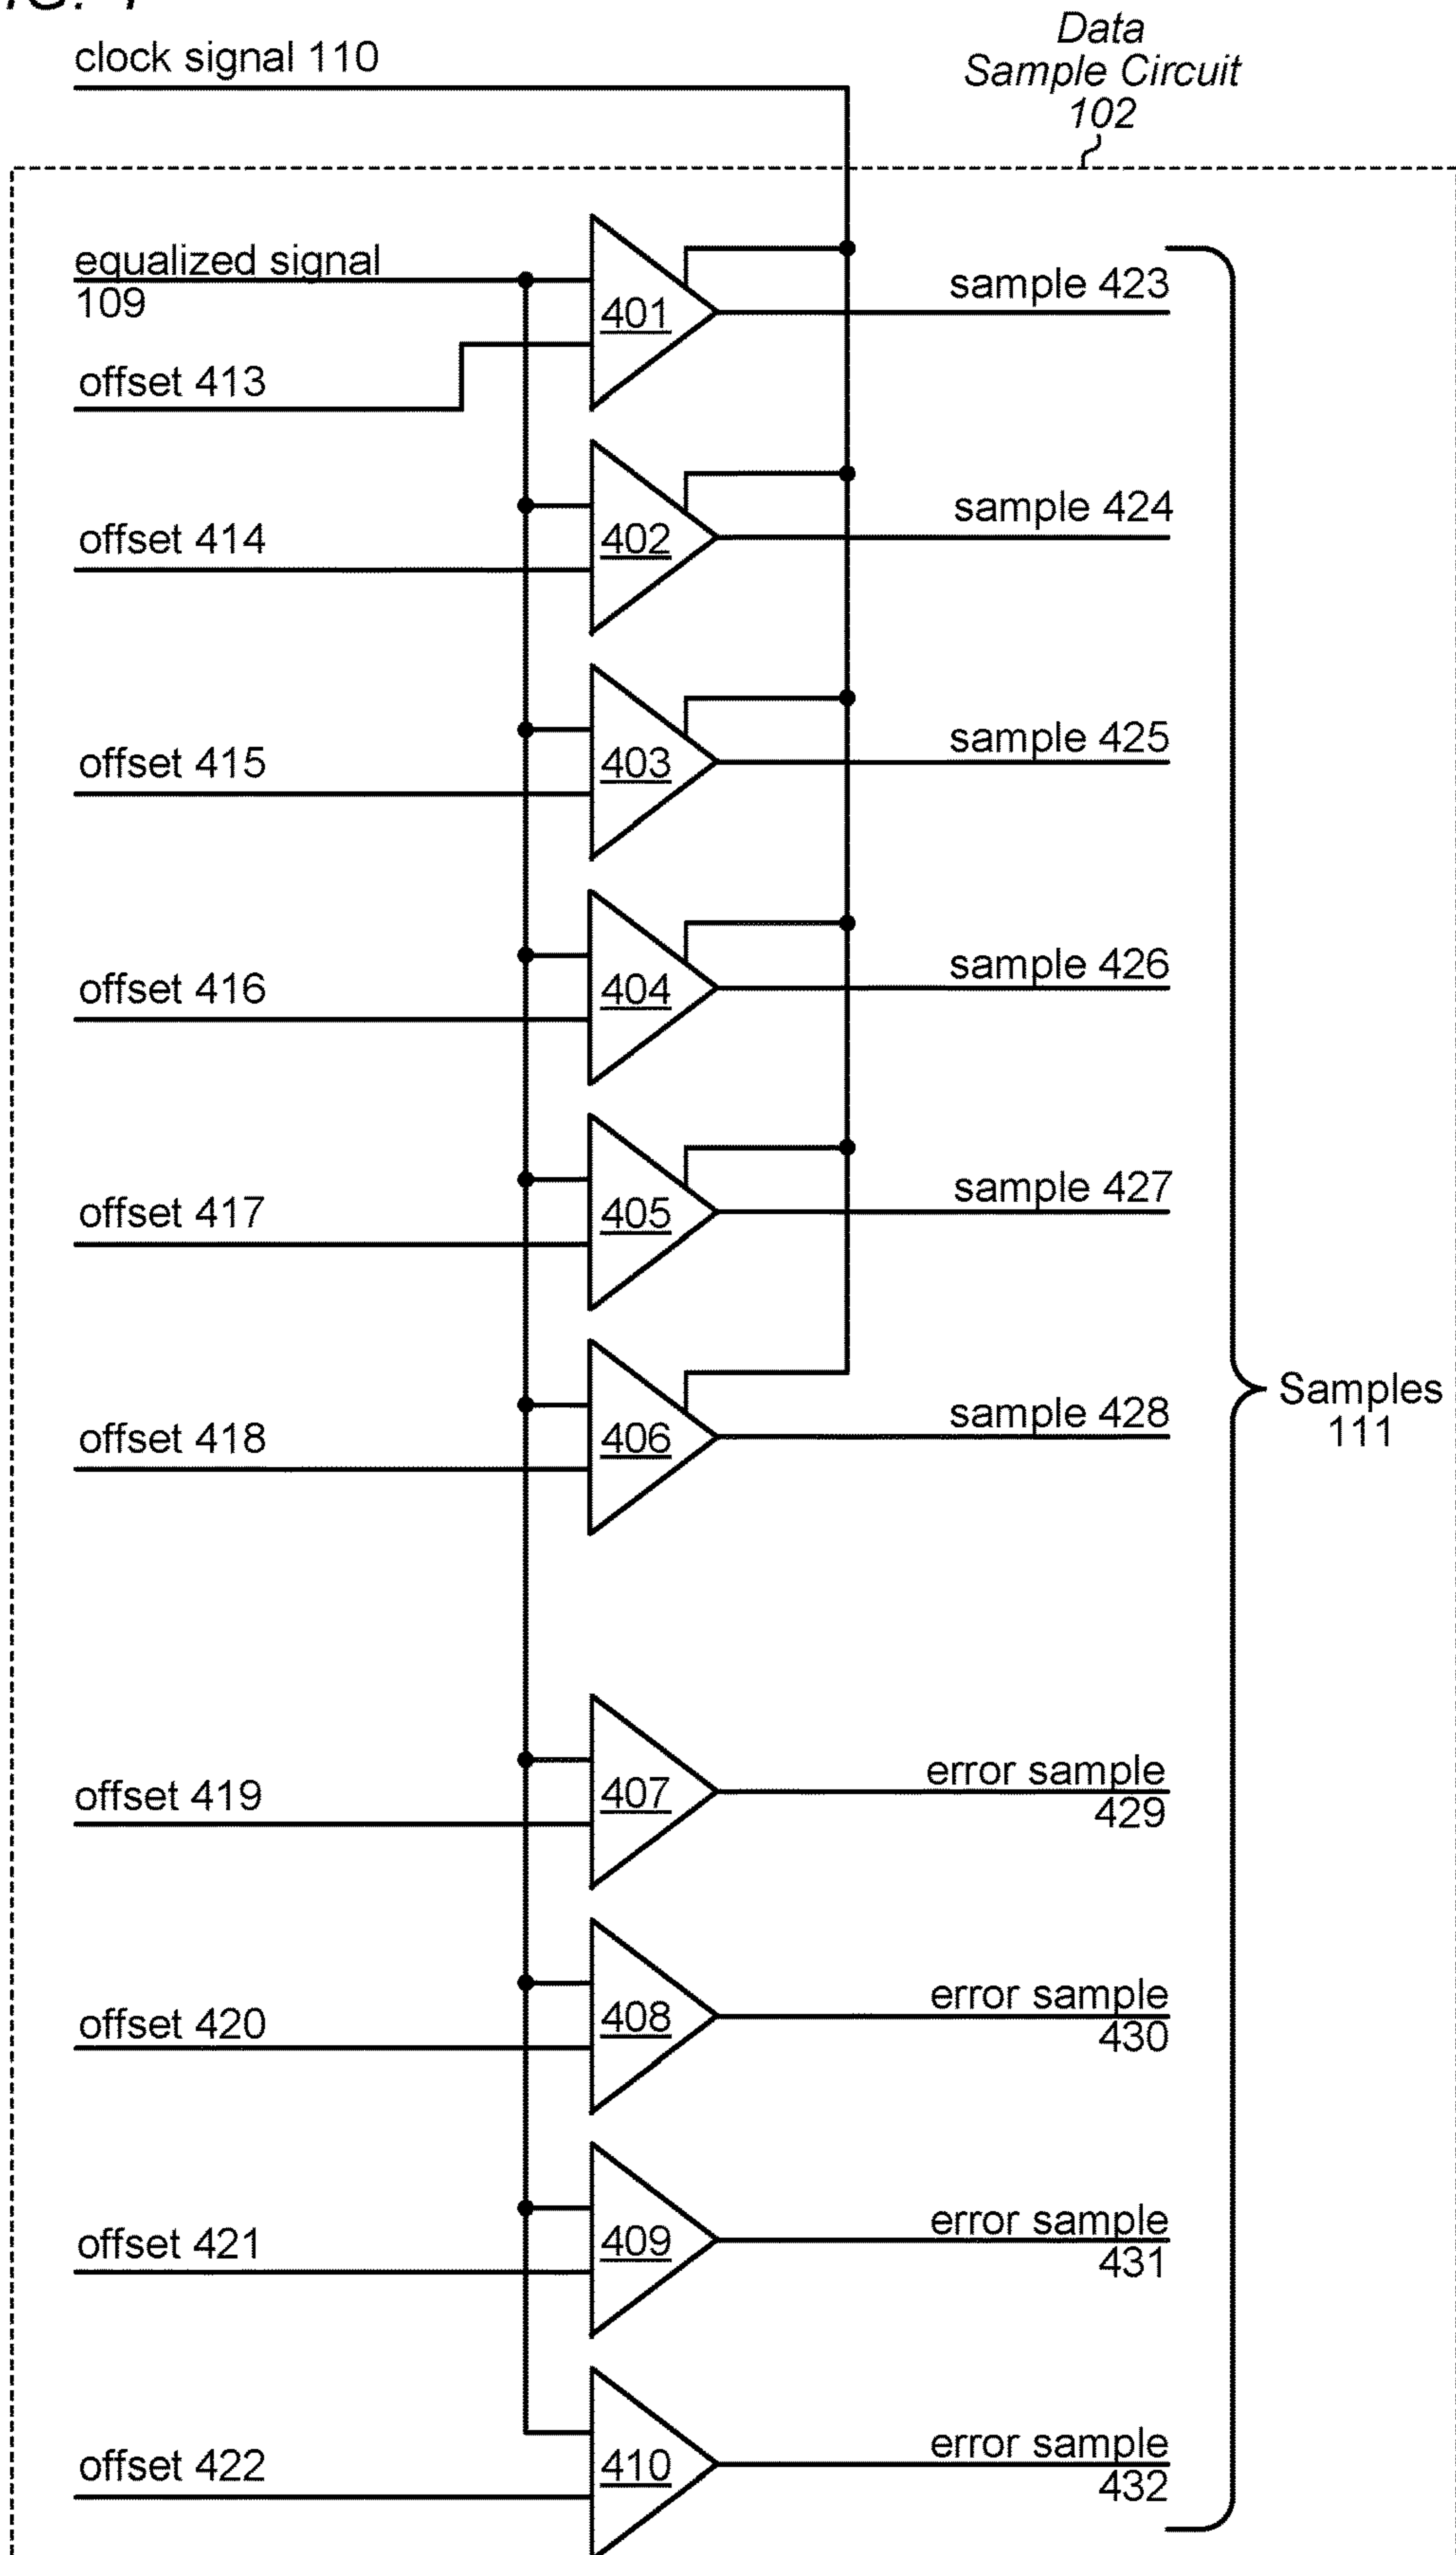 clock signal 110
Data
Sample Circuit
102
equalized signal
109
401
sample 423
offset 413
402
sample 424
offset 414
403
sample 425
offset 415
404
sample 426
offset 416
405
sample 427
offset 417
406
sample 428
offset 418
Samples
111
407
error sample
429
offset 419
408
error sample
430
offset 420
409
error sample
431
offset 421
410
error sample
432
offset 422